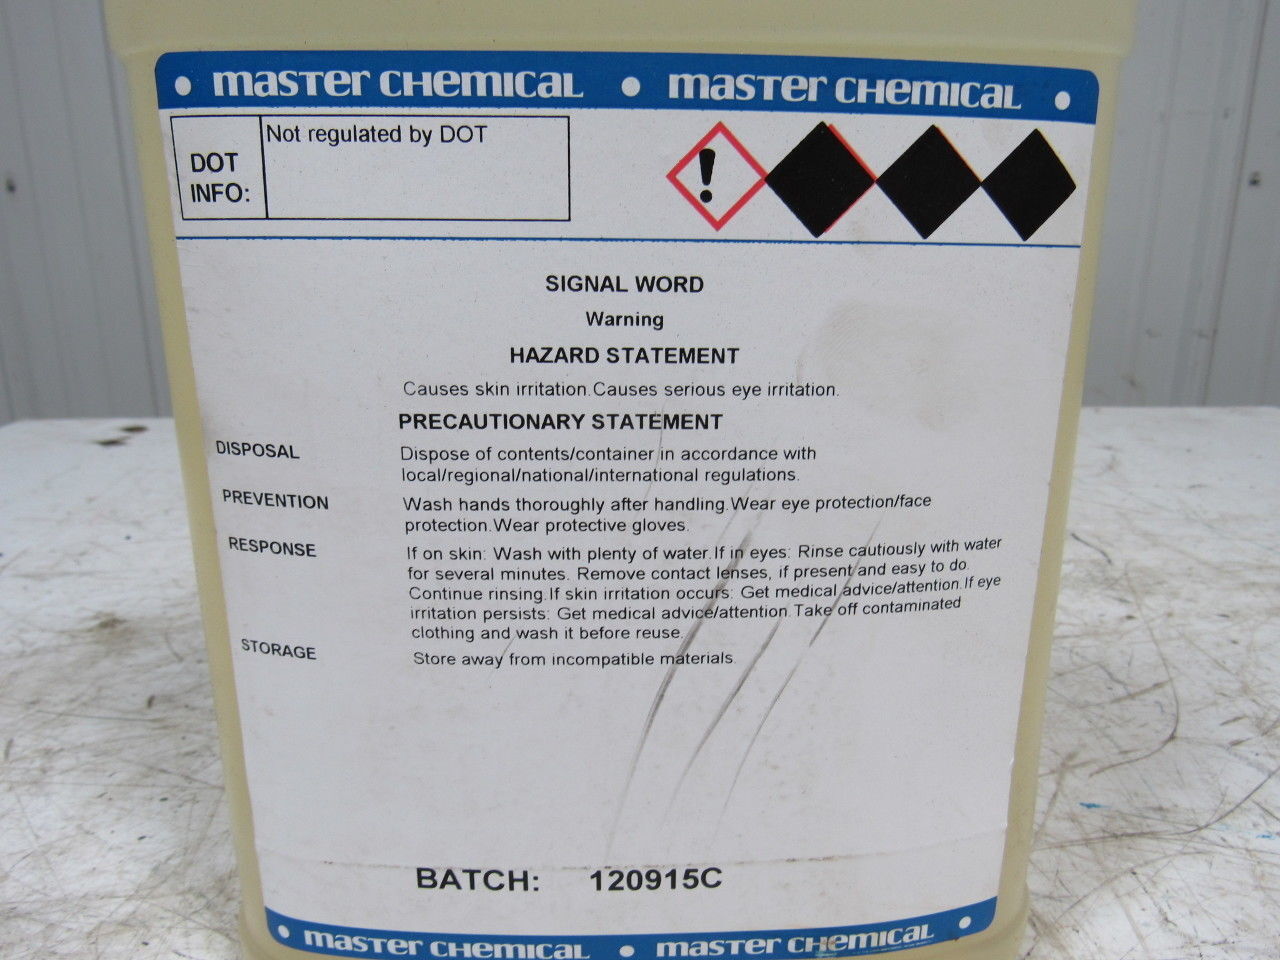 master chemical • master chemical
DOT INFO: Not regulated by DOT
SIGNAL WORD
Warning
HAZARD STATEMENT
Causes skin irritation.Causes serious eye irritation.
PRECAUTIONARY STATEMENT
DISPOSAL Dispose of contents/container in accordance with
local/regional/national/international regulations.
PREVENTION Wash hands thoroughly after handling.Wear eye protection/face
protection.Wear protective gloves.
RESPONSE If on skin: Wash with plenty of water.If in eyes: Rinse cautiously with water
for several minutes. Remove contact lenses, if present and easy to do.
Continue rinsing.If skin irritation occurs: Get medical advice/attention.If eye
irritation persists: Get medical advice/attention.Take off contaminated
clothing and wash it before reuse.
STORAGE Store away from incompatible materials.
BATCH: 120915C
master chemical • master chemical